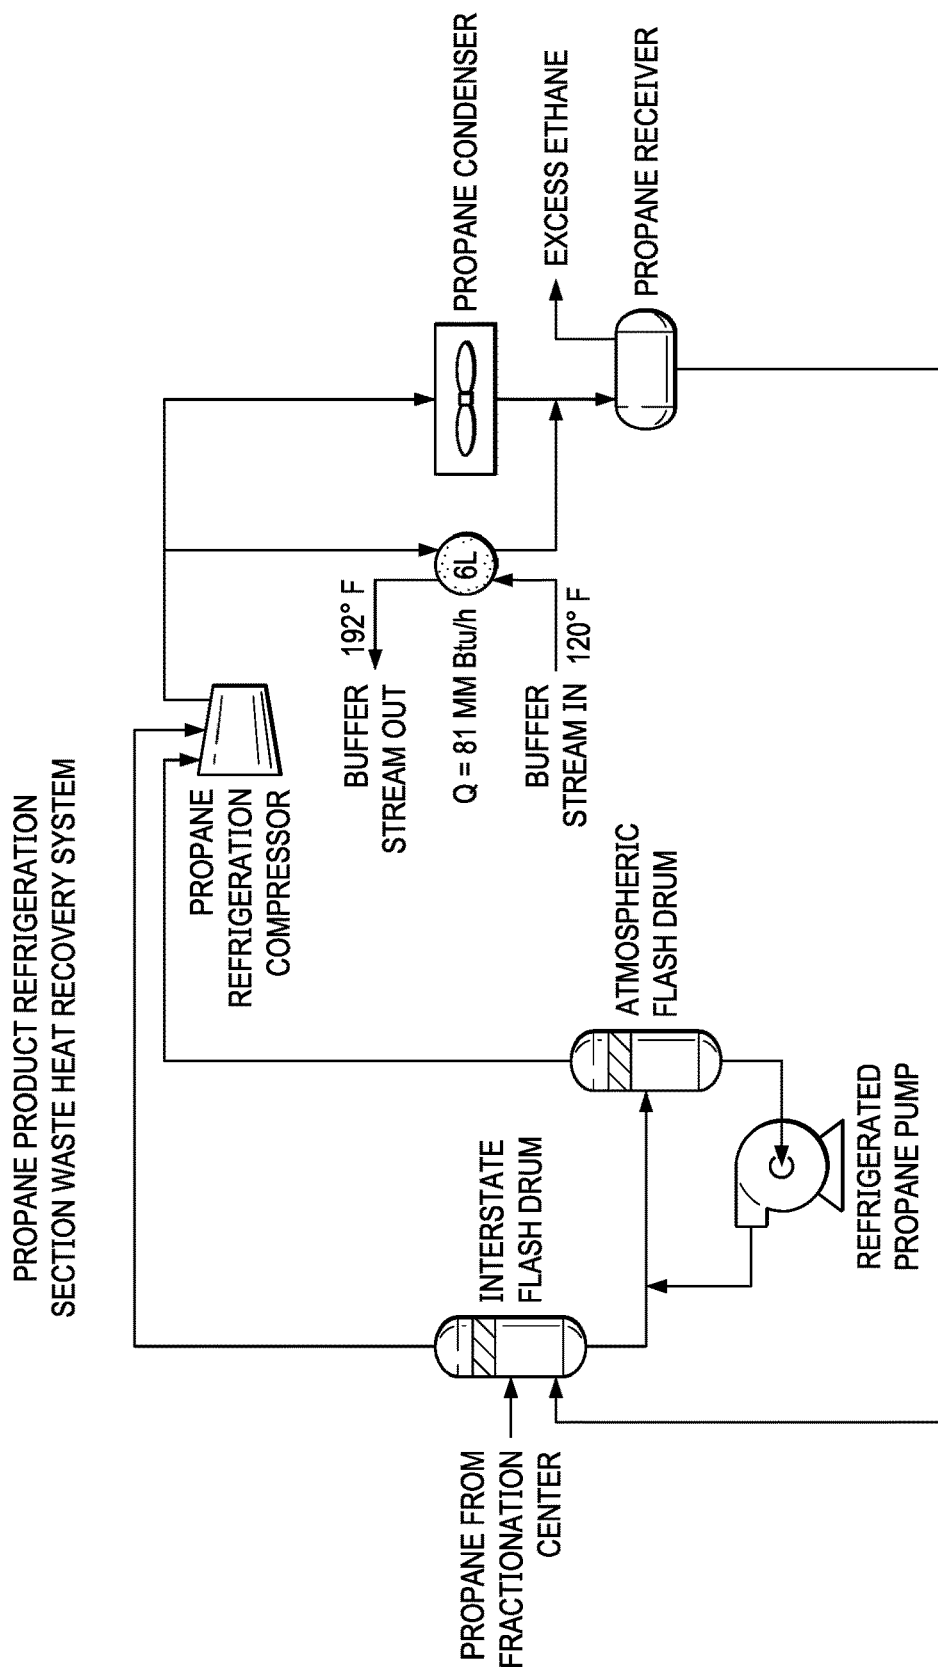 PROPANE PRODUCT REFRIGERATION
SECTION WASTE HEAT RECOVERY SYSTEM
PROPANE
REFRIGERATION
COMPRESSOR
BUFFER
STREAM OUT
192° F
Q = 81 MM Btu/h
6L
BUFFER
STREAM IN
120° F
PROPANE CONDENSER
EXCESS ETHANE
PROPANE RECEIVER
PROPANE FROM
FRACTIONATION
CENTER
INTERSTATE
FLASH DRUM
ATMOSPHERIC
FLASH DRUM
REFRIGERATED
PROPANE PUMP